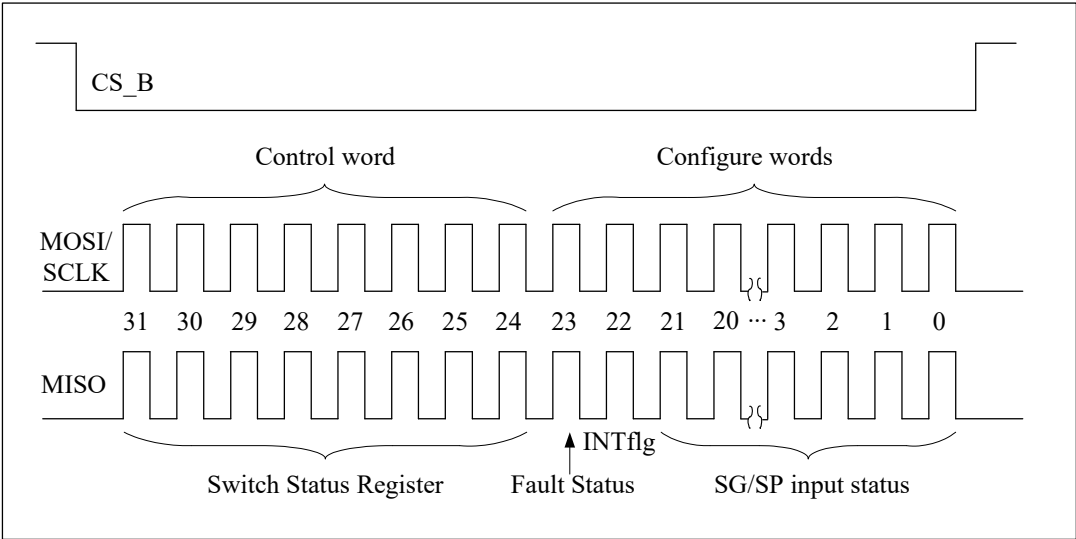 CS_B
Control word Configure words
MOSI/
SCLK
31 30 29 28 27 26 25 24 23 22 21 20 ··· 3 2 1 0
MISO
INTflg
Switch Status Register Fault Status SG/SP input status